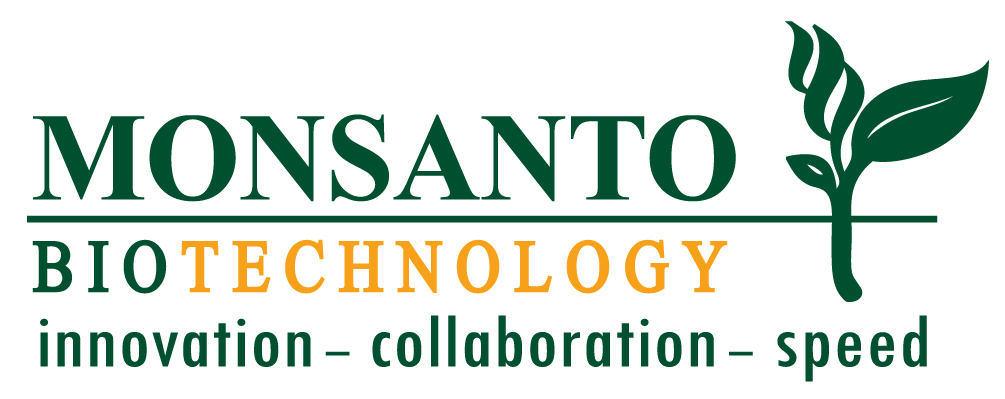 MONSANTO
BIOTECHNOLOGY
innovation – collaboration – speed